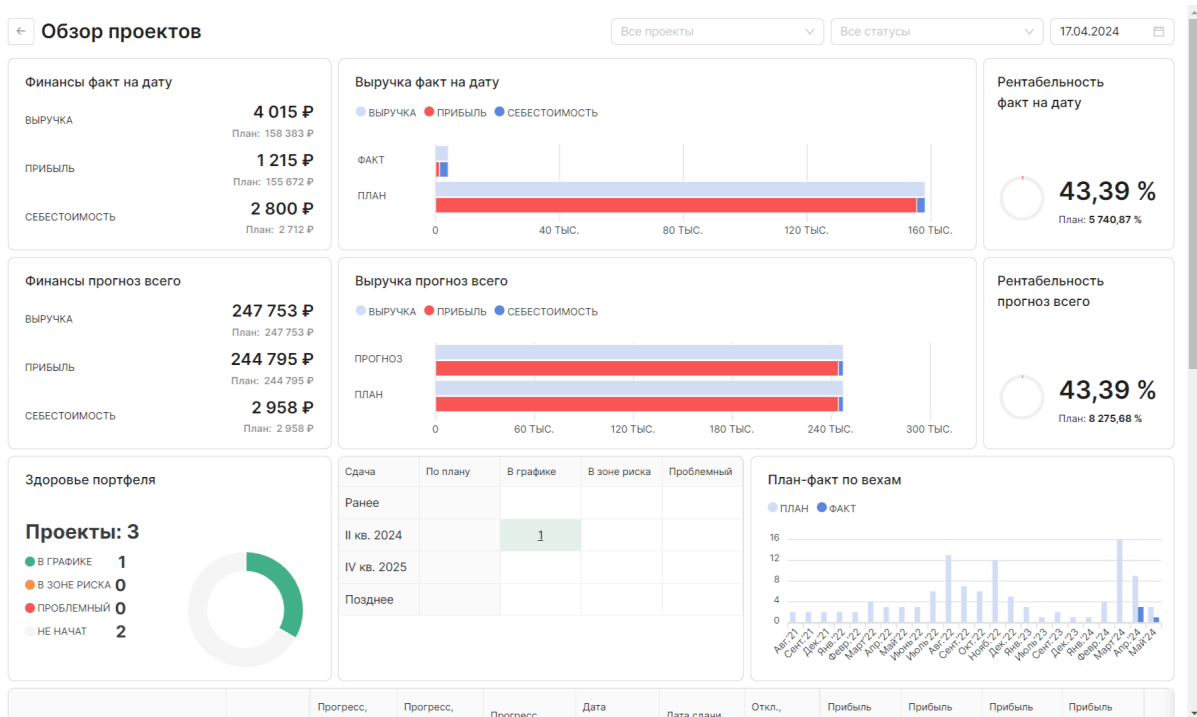 Обзор проектов
Все проекты
Все статусы
17.04.2024
Финансы факт на дату
ВЫРУЧКА
4 015 ₽
План: 158 383 ₽
ПРИБЫЛЬ
1 215 ₽
План: 155 672 ₽
СЕБЕСТОИМОСТЬ
2 800 ₽
План: 2 712 ₽
Выручка факт на дату
ВЫРУЧКА ПРИБЫЛЬ СЕБЕСТОИМОСТЬ
ФАКТ
ПЛАН
0 40 ТЫС. 80 ТЫС. 120 ТЫС. 160 ТЫС.
Рентабельность
факт на дату
43,39 %
План: 5 740,87 %
Финансы прогноз всего
ВЫРУЧКА
247 753 ₽
План: 247 753 ₽
ПРИБЫЛЬ
244 795 ₽
План: 244 795 ₽
СЕБЕСТОИМОСТЬ
2 958 ₽
План: 2 958 ₽
Выручка прогноз всего
ВЫРУЧКА ПРИБЫЛЬ СЕБЕСТОИМОСТЬ
ПРОГНОЗ
ПЛАН
0 60 ТЫС. 120 ТЫС. 180 ТЫС. 240 ТЫС. 300 ТЫС.
Рентабельность
прогноз всего
43,39 %
План: 8 275,68 %
Здоровье портфеля
Проекты: 3
В ГРАФИКЕ 1
В ЗОНЕ РИСКА 0
ПРОБЛЕМНЫЙ 0
НЕ НАЧАТ 2
Сдача По плану В графике В зоне риска Проблемный
Ранее
II кв. 2024 1
IV кв. 2025
Позднее
План-факт по вехам
ПЛАН ФАКТ
16
12
8
4
0
Авг.'21 Сент.'21 Дек.'21 Янв.'22 Февр.'22 Март'22 Апр.'22 Май'22 Июнь'22 Июль'22 Авг.'22 Сент.'22 Окт.'22 Нояб.'22 Дек.'22 Янв.'23 Июль'23 Сент.'23 Дек.'23 Янв.'24 Февр.'24 Март'24 Апр.'24 Май'24
Прогресс, Прогресс, Прогресс Дата Дата сдачи Откл., Прибыль Прибыль Прибыль Прибыль